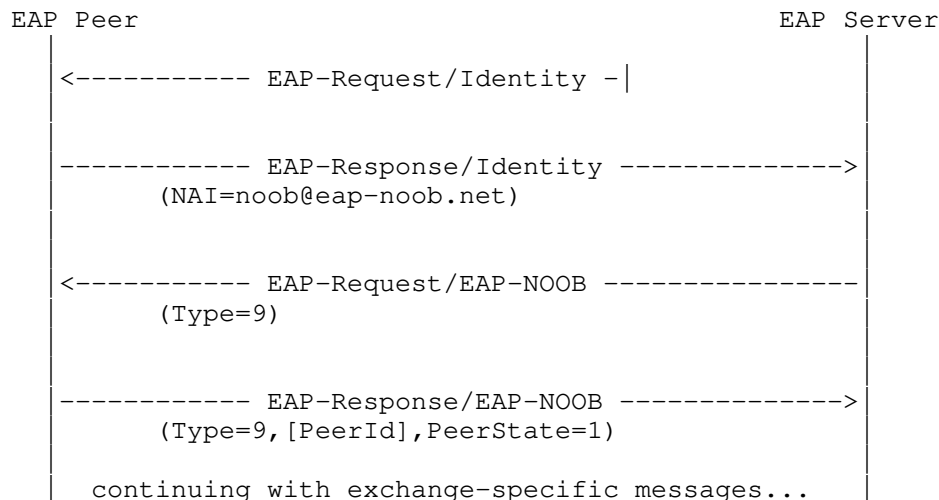 EAP Peer                                          EAP Server
<----------- EAP-Request/Identity -|
------------ EAP-Response/Identity -------------->
(NAI=noob@eap-noob.net)
<----------- EAP-Request/EAP-NOOB ----------------
(Type=9)
------------ EAP-Response/EAP-NOOB -------------->
(Type=9,[PeerId],PeerState=1)
continuing with exchange-specific messages...